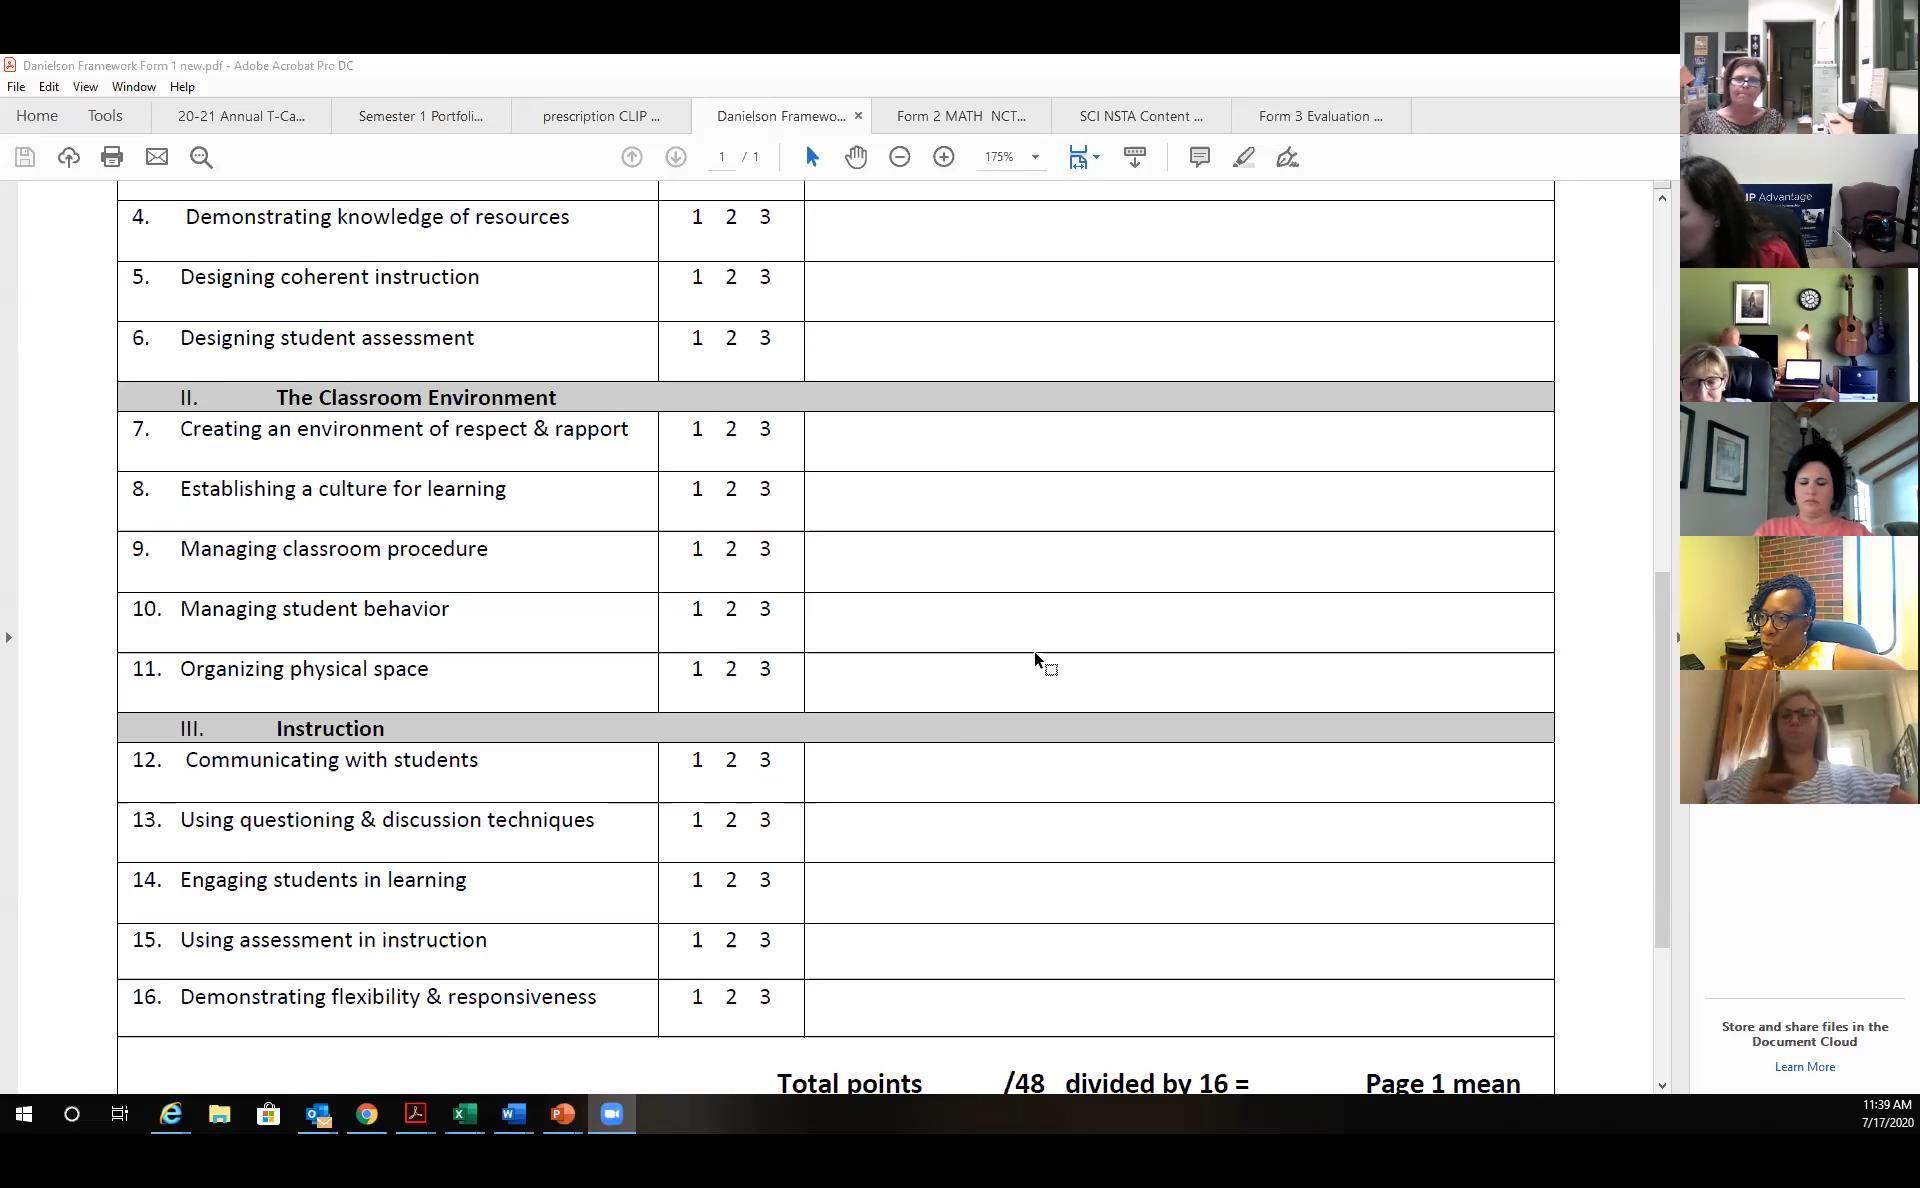 Danielson Framework Form 1 new.pdf - Adobe Acrobat Pro DC
File Edit View Window Help
Home Tools 20-21 Annual T-Ca... Semester 1 Portfoli... prescription CLIP ... Danielson Framewo... × Form 2 MATH NCT... SCI NSTA Content ... Form 3 Evaluation ...
1 / 1 175%
4. Demonstrating knowledge of resources 1 2 3
5. Designing coherent instruction 1 2 3
6. Designing student assessment 1 2 3
II. The Classroom Environment
7. Creating an environment of respect & rapport 1 2 3
8. Establishing a culture for learning 1 2 3
9. Managing classroom procedure 1 2 3
10. Managing student behavior 1 2 3
11. Organizing physical space 1 2 3
III. Instruction
12. Communicating with students 1 2 3
13. Using questioning & discussion techniques 1 2 3
14. Engaging students in learning 1 2 3
15. Using assessment in instruction 1 2 3
16. Demonstrating flexibility & responsiveness 1 2 3
Total points /48 divided by 16 = Page 1 mean
IP Advantage
Store and share files in the
Document Cloud
Learn More
11:39 AM
7/17/2020